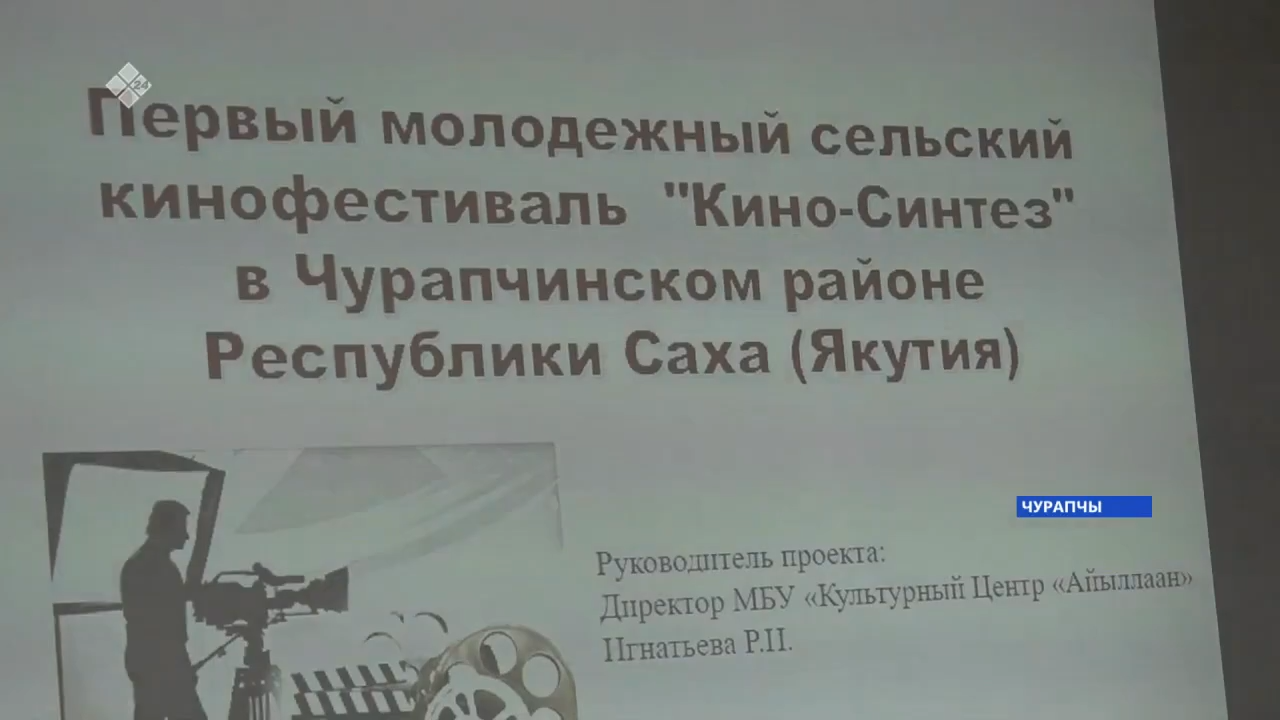 24
Первый молодежный сельский
кинофестиваль "Кино-Синтез"
в Чурапчинском районе
Республики Саха (Якутия)
ЧУРАПЧЫ
Руководитель проекта:
Директор МБУ «Культурный Центр «Айыллаан»
Игнатьева Р.П.